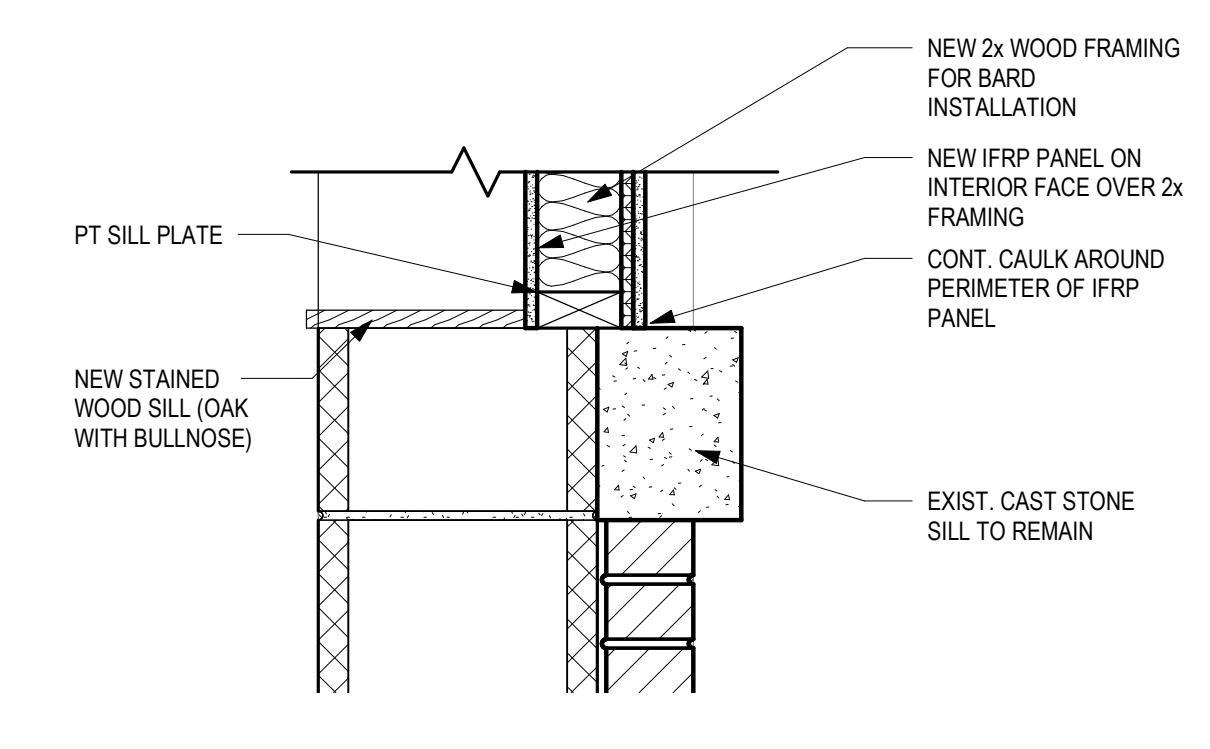 NEW 2x WOOD FRAMING
FOR BARD
INSTALLATION
NEW IFRP PANEL ON
INTERIOR FACE OVER 2x
FRAMING
PT SILL PLATE
CONT. CAULK AROUND
PERIMETER OF IFRP
PANEL
NEW STAINED
WOOD SILL (OAK
WITH BULLNOSE)
EXIST. CAST STONE
SILL TO REMAIN